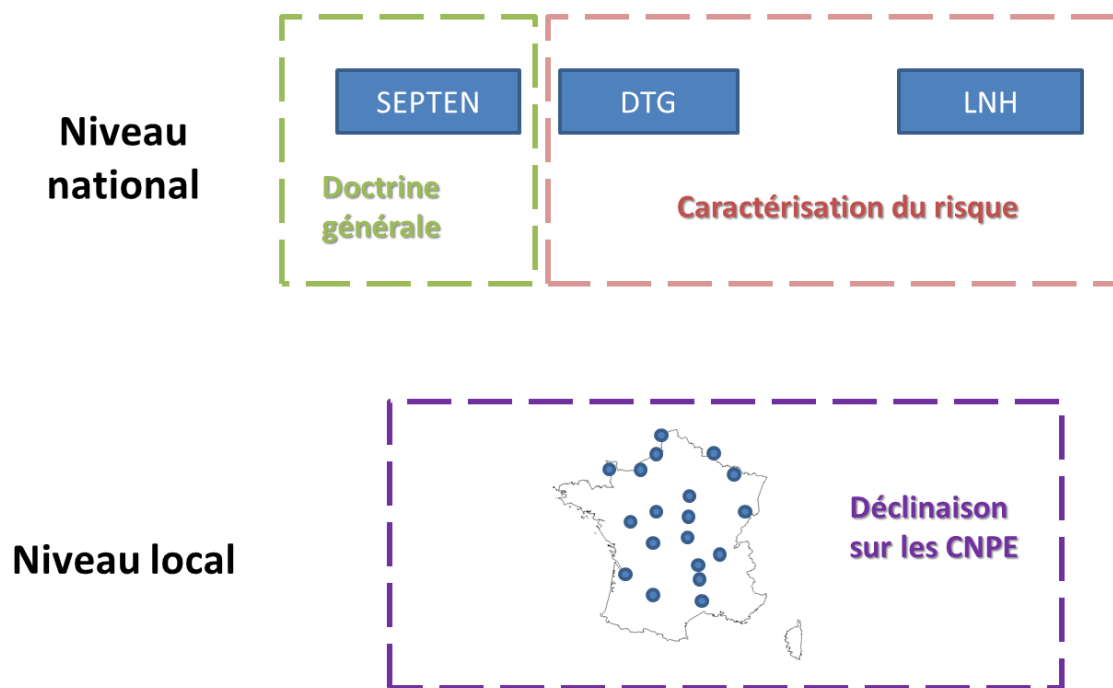 SEPTEN
DTG
LNH
Niveau
national
Doctrine
générale
Caractérisation du risque
Niveau local
Déclinaison
sur les CNPE